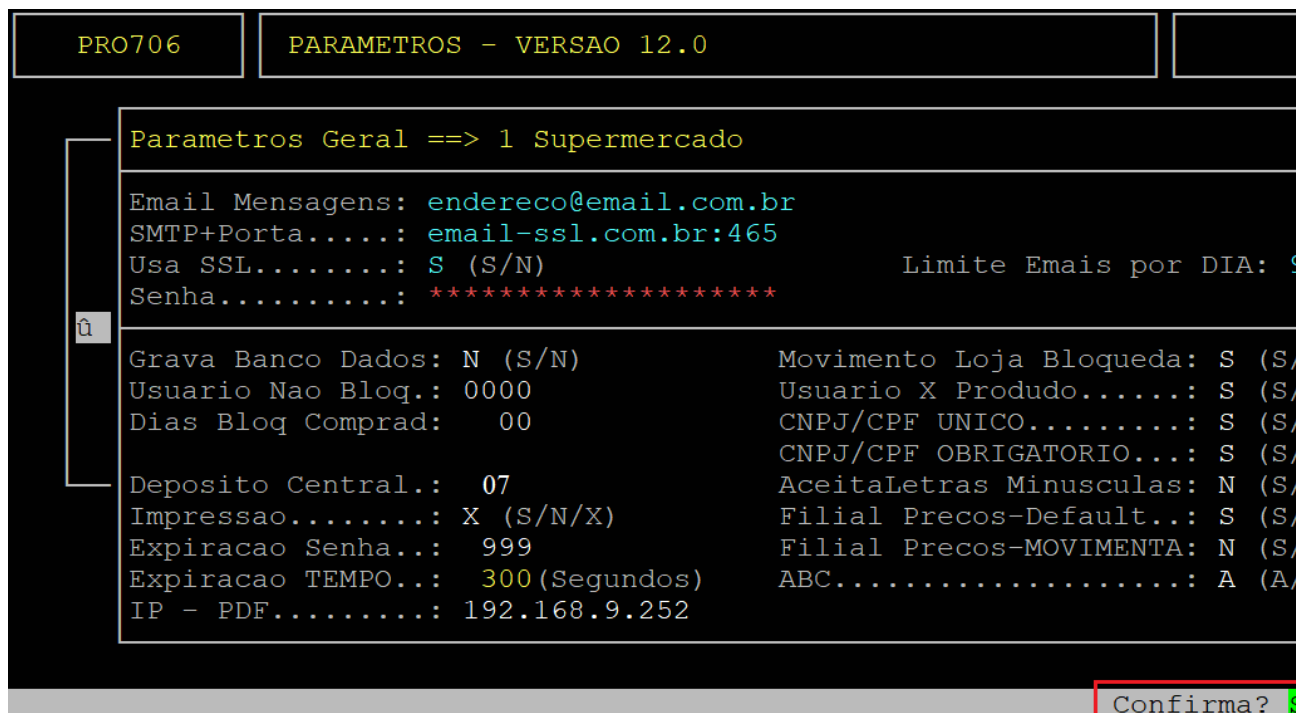 PRO706 PARAMETROS - VERSAO 12.0
Parametros Geral ==> 1 Supermercado
Email Mensagens: endereco@email.com.br
SMTP+Porta.....: email-ssl.com.br:465
Usa SSL........: S (S/N) Limite Emais por DIA: 9
Senha..........: ********************
û
Grava Banco Dados: N (S/N) Movimento Loja Bloqueda: S (S/
Usuario Nao Bloq.: 0000 Usuario X Produdo......: S (S/
Dias Bloq Comprad: 00 CNPJ/CPF UNICO.........: S (S/
CNPJ/CPF OBRIGATORIO...: S (S/
Deposito Central.: 07 AceitaLetras Minusculas: N (S/
Impressao........: X (S/N/X) Filial Precos-Default..: S (S/
Expiracao Senha..: 999 Filial Precos-MOVIMENTA: N (S/
Expiracao TEMPO..: 300(Segundos) ABC....................: A (A/
IP - PDF.........: 192.168.9.252
Confirma? S